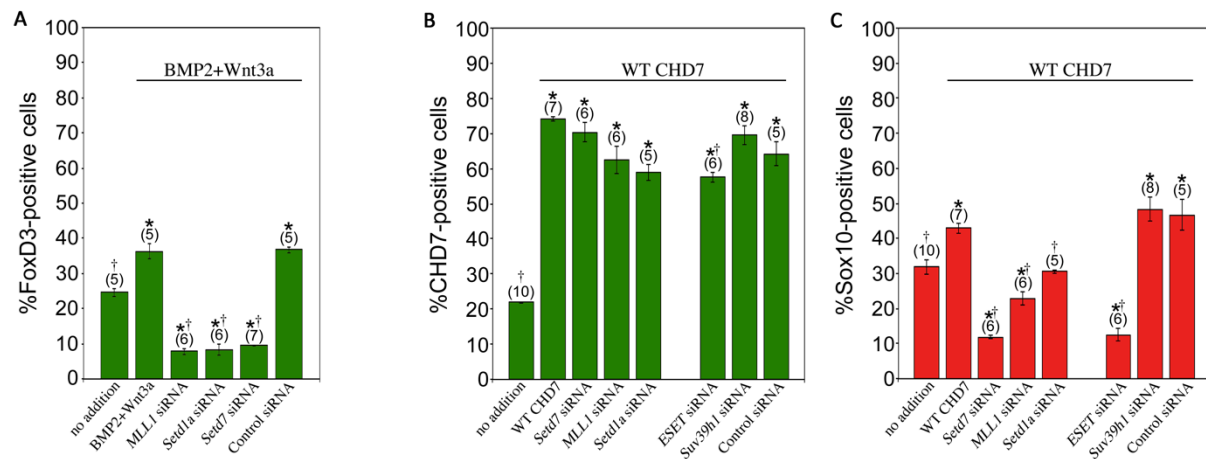 A
%FoxD3-positive cells
100
90
80
70
60
50
40
30
20
10
0
BMP2+Wnt3a
†
(5)
*
(5)
*†
(6)
*†
(6)
*†
(7)
*
(5)
no addition
BMP2+Wnt3a
MLL1 siRNA
Setd1a siRNA
Setd7 siRNA
Control siRNA
B
%CHD7-positive cells
100
90
80
70
60
50
40
30
20
10
0
WT CHD7
†
(10)
*
(7)
*
(6)
*
(6)
*
(5)
*†
(6)
*
(8)
*
(5)
no addition
WT CHD7
Setd7 siRNA
MLL1 siRNA
Setd1a siRNA
ESET siRNA
Suv39h1 siRNA
Control siRNA
C
%Sox10-positive cells
100
90
80
70
60
50
40
30
20
10
0
WT CHD7
†
(10)
*
(7)
*†
(6)
*†
(6)
†
(5)
*†
(6)
*
(8)
*
(5)
no addition
WT CHD7
Setd7 siRNA
MLL1 siRNA
Setd1a siRNA
ESET siRNA
Suv39h1 siRNA
Control siRNA